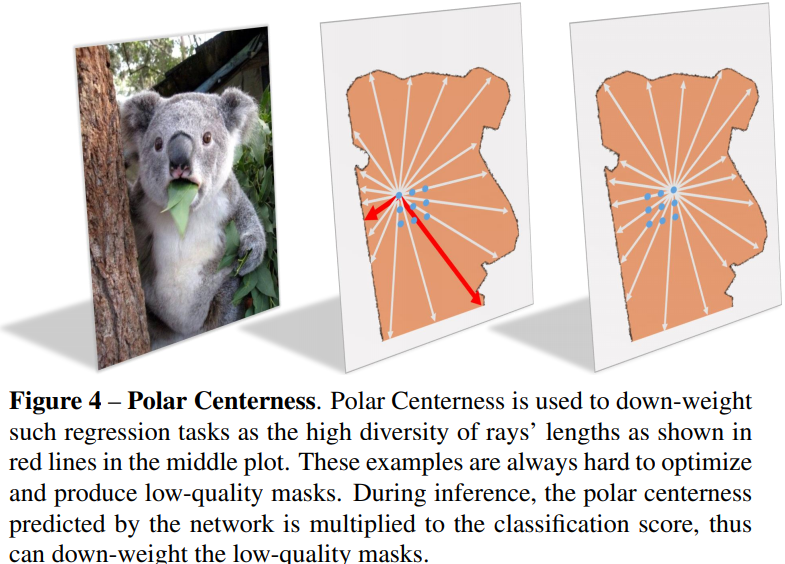 Figure 4 – Polar Centerness. Polar Centerness is used to down-weight
such regression tasks as the high diversity of rays’ lengths as shown in
red lines in the middle plot. These examples are always hard to optimize
and produce low-quality masks. During inference, the polar centerness
predicted by the network is multiplied to the classification score, thus
can down-weight the low-quality masks.